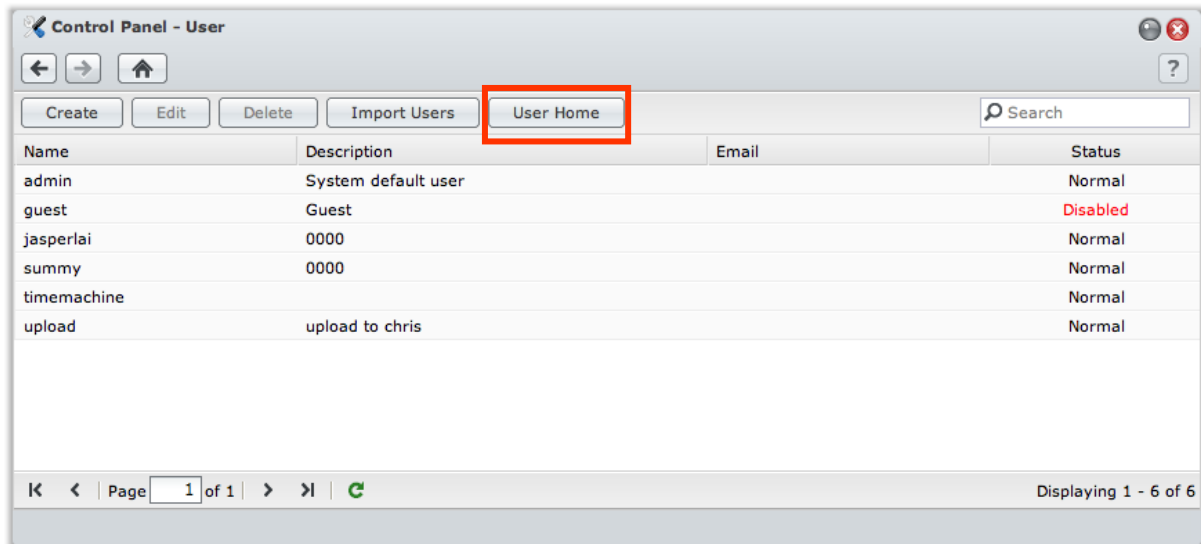 Control Panel - User
?
Create Edit Delete Import Users User Home Search
Name Description Email Status
admin System default user Normal
guest Guest Disabled
jasperlai 0000 Normal
summy 0000 Normal
timemachine Normal
upload upload to chris Normal
Page 1 of 1 Displaying 1 - 6 of 6